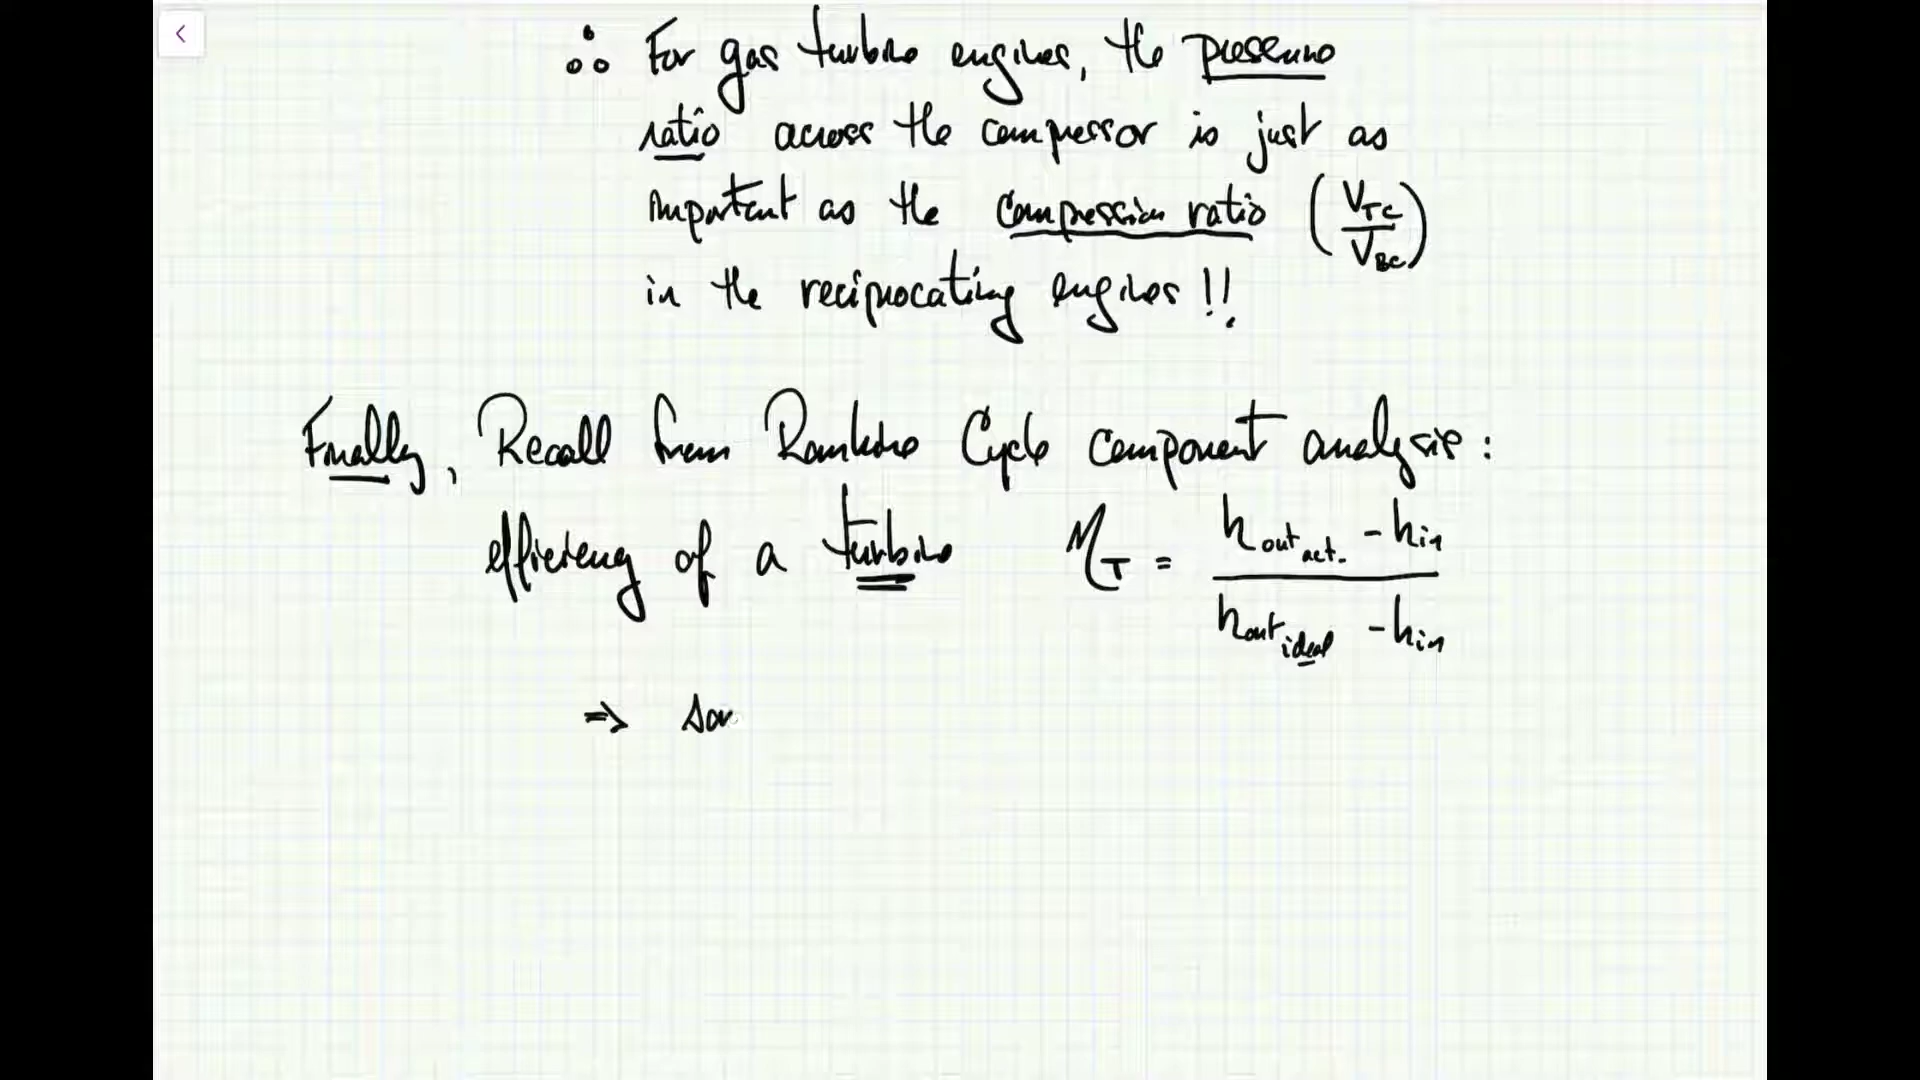 ∴ For gas turbine engines, the pressure
ratio across the compressor is just as
important as the compression ratio (V_TC / V_BC)
in the reciprocating engines !!
Finally, Recall from Rankine Cycle component analysis :
efficiency of a turbine η_T = (h_out act. - h_in) / (h_out ideal - h_in)
⇒